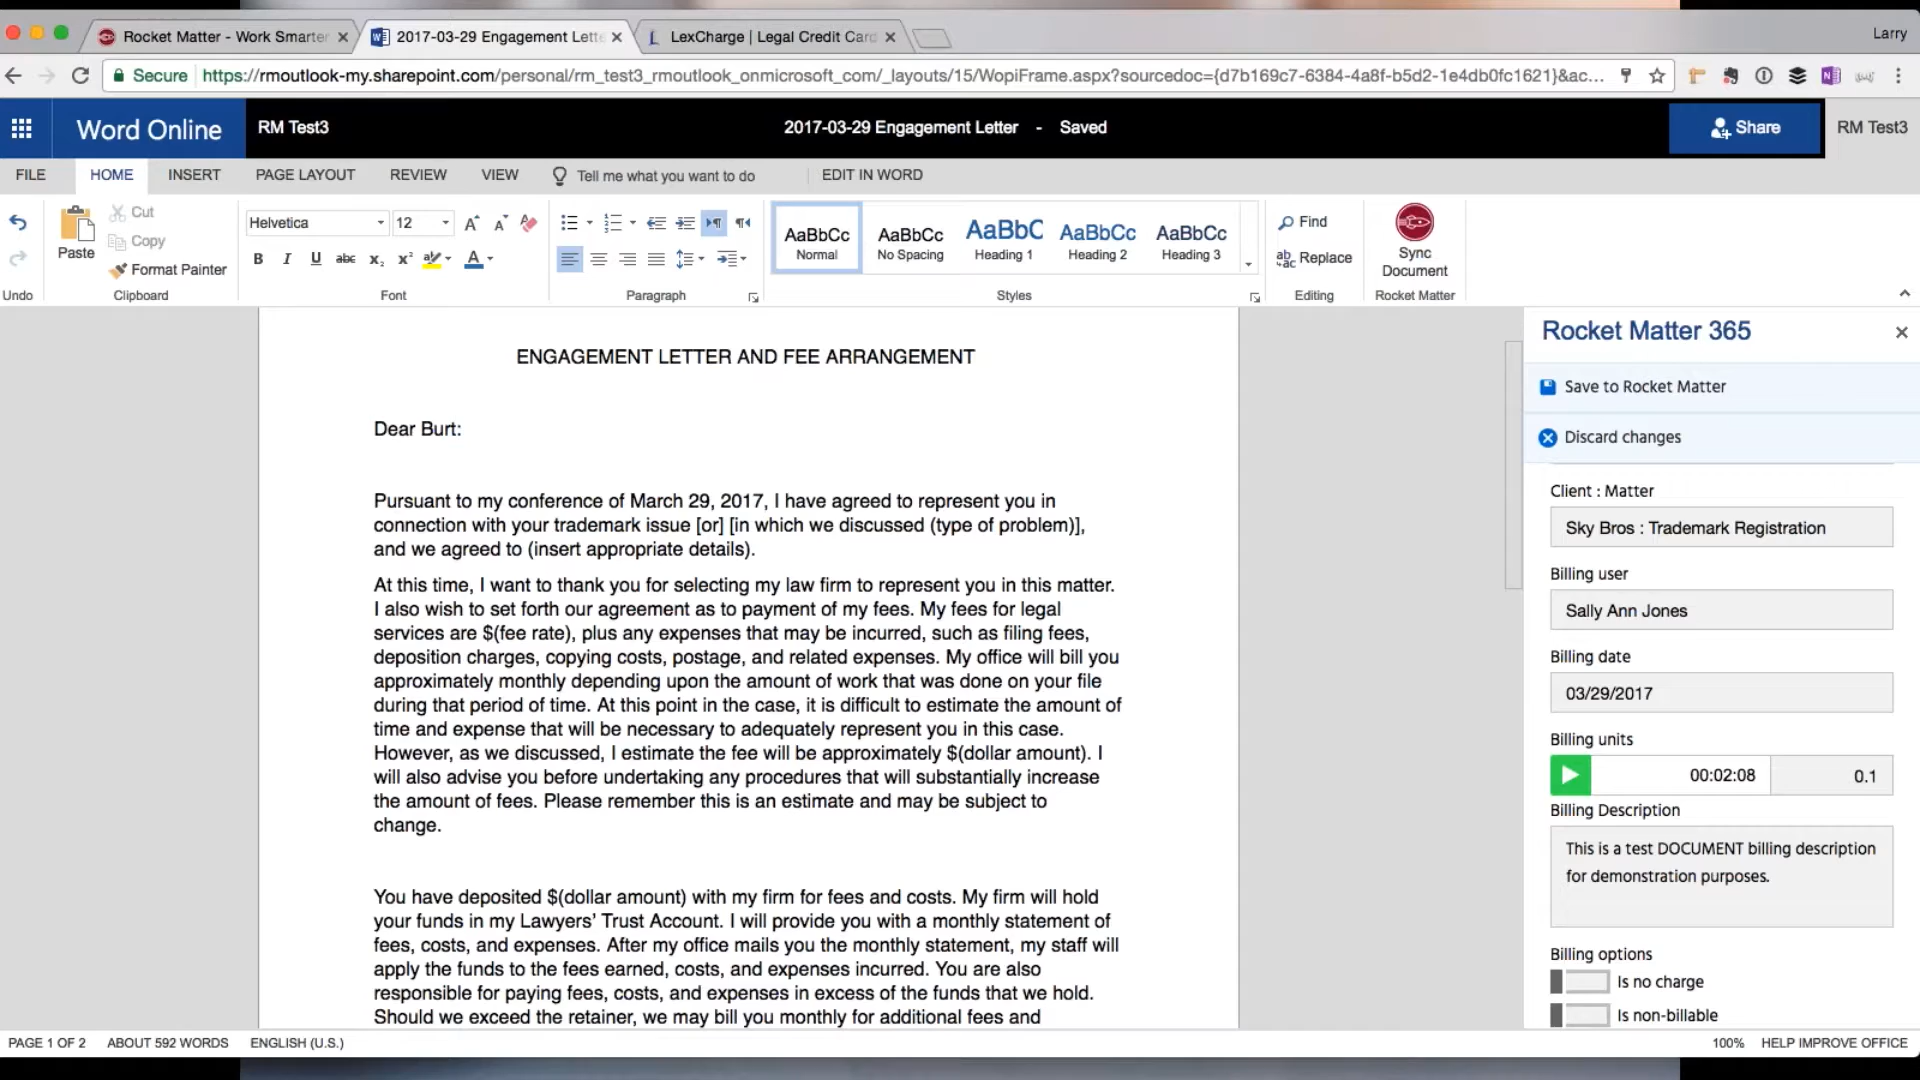 Rocket Matter - Work Smarter
2017-03-29 Engagement Lette
LexCharge | Legal Credit Card
Larry
Secure
https://rmoutlook-my.sharepoint.com/personal/rm_test3_rmoutlook_onmicrosoft_com/_layouts/15/WopiFrame.aspx?sourcedoc={d7b169c7-6384-4a8f-b5d2-1e4db0fc1621}&ac...
Word Online
RM Test3
2017-03-29 Engagement Letter - Saved
Share
RM Test3
FILE
HOME
INSERT
PAGE LAYOUT
REVIEW
VIEW
Tell me what you want to do
EDIT IN WORD
Undo
Paste
Cut
Copy
Format Painter
Clipboard
Helvetica
12
B I U abc x₂ x²
Font
Paragraph
AaBbCc
Normal
AaBbCc
No Spacing
AaBbC
Heading 1
AaBbCc
Heading 2
AaBbCc
Heading 3
Styles
Find
Replace
Editing
Sync
Document
Rocket Matter
ENGAGEMENT LETTER AND FEE ARRANGEMENT
Dear Burt:
Pursuant to my conference of March 29, 2017, I have agreed to represent you in
connection with your trademark issue [or] [in which we discussed (type of problem)],
and we agreed to (insert appropriate details).
At this time, I want to thank you for selecting my law firm to represent you in this matter.
I also wish to set forth our agreement as to payment of my fees. My fees for legal
services are $(fee rate), plus any expenses that may be incurred, such as filing fees,
deposition charges, copying costs, postage, and related expenses. My office will bill you
approximately monthly depending upon the amount of work that was done on your file
during that period of time. At this point in the case, it is difficult to estimate the amount of
time and expense that will be necessary to adequately represent you in this case.
However, as we discussed, I estimate the fee will be approximately $(dollar amount). I
will also advise you before undertaking any procedures that will substantially increase
the amount of fees. Please remember this is an estimate and may be subject to
change.
You have deposited $(dollar amount) with my firm for fees and costs. My firm will hold
your funds in my Lawyers’ Trust Account. I will provide you with a monthly statement of
fees, costs, and expenses. After my office mails you the monthly statement, my staff will
apply the funds to the fees earned, costs, and expenses incurred. You are also
responsible for paying fees, costs, and expenses in excess of the funds that we hold.
Should we exceed the retainer, we may bill you monthly for additional fees and
Rocket Matter 365
Save to Rocket Matter
Discard changes
Client : Matter
Sky Bros : Trademark Registration
Billing user
Sally Ann Jones
Billing date
03/29/2017
Billing units
00:02:08
0.1
Billing Description
This is a test DOCUMENT billing description
for demonstration purposes.
Billing options
Is no charge
Is non-billable
PAGE 1 OF 2
ABOUT 592 WORDS
ENGLISH (U.S.)
100%
HELP IMPROVE OFFICE